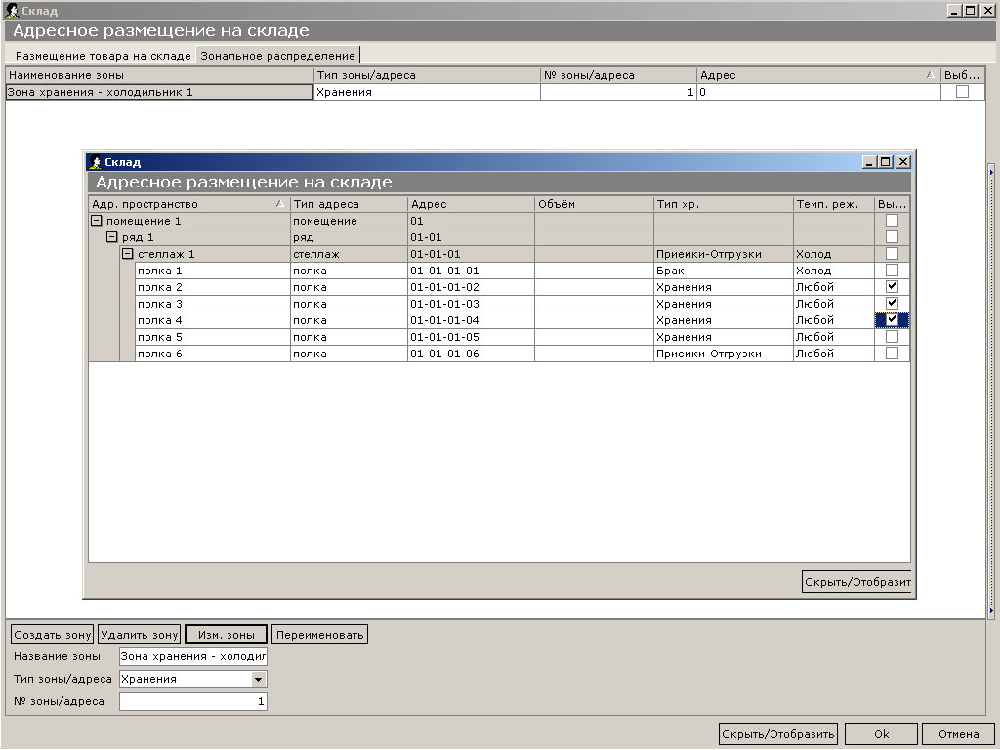 Склад
Адресное размещение на складе
Размещение товара на складе Зональное распределение
Наименование зоны Тип зоны/адреса № зоны/адреса Адрес Выб...
Зона хранения - холодильник 1 Хранения 1 0
Склад
Адресное размещение на складе
Адр. пространство Тип адреса Адрес Объём Тип хр. Темп. реж. Вы...
помещение 1 помещение 01
ряд 1 ряд 01-01
стеллаж 1 стеллаж 01-01-01 Приемки-Отгрузки Холод
полка 1 полка 01-01-01-01 Брак Холод
полка 2 полка 01-01-01-02 Хранения Любой
полка 3 полка 01-01-01-03 Хранения Любой
полка 4 полка 01-01-01-04 Хранения Любой
полка 5 полка 01-01-01-05 Хранения Любой
полка 6 полка 01-01-01-06 Приемки-Отгрузки Любой
Скрыть/Отобразит
Создать зону Удалить зону Изм. зоны Переименовать
Название зоны Зона хранения - холодил
Тип зоны/адреса Хранения
№ зоны/адреса 1
Скрыть/Отобразить Ok Отмена